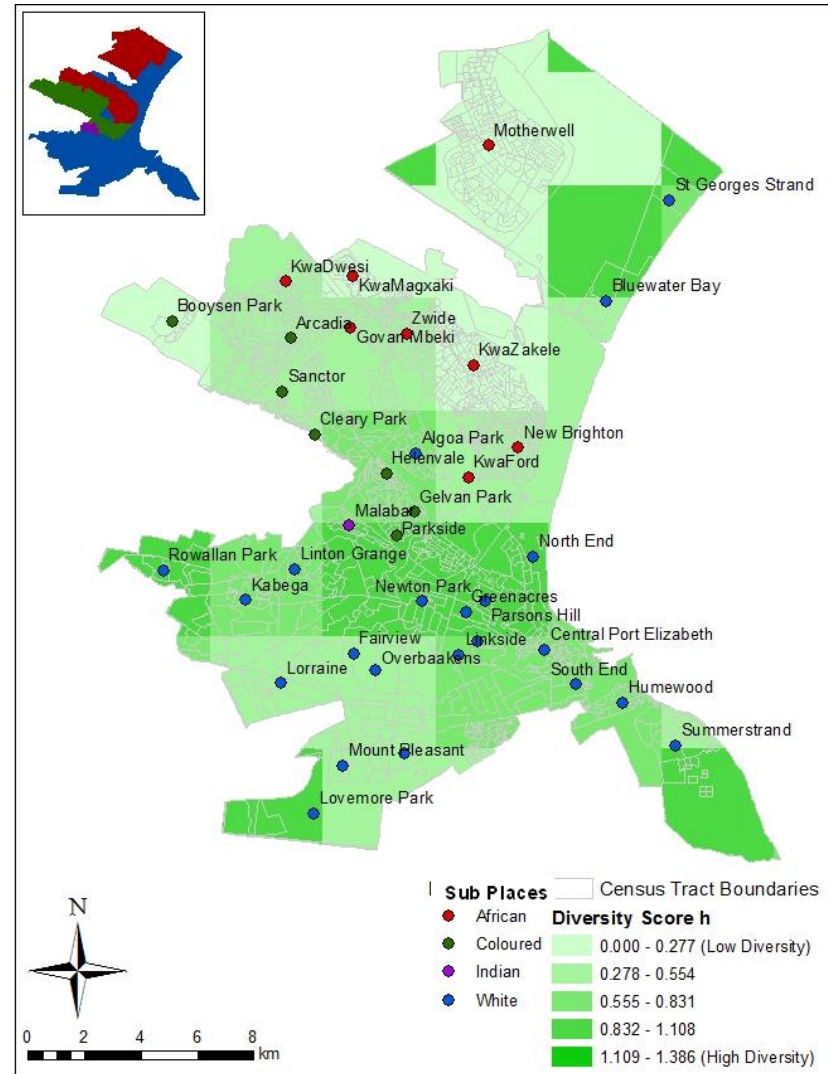 Motherwell
St Georges Strand
KwaDwesi
KwaMagxaki
Bluewater Bay
Booysen Park
Arcadia
Zwide
Govan Mbeki
KwaZakele
Sanctor
Cleary Park
Algoa Park
New Brighton
Helenvale
KwaFord
Gelvan Park
Malabar
Parkside
North End
Rowallan Park
Linton Grange
Kabega
Newton Park
Greenacres
Parsons Hill
Fairview
Linkside
Central Port Elizabeth
Lorraine
Overbaakens
South End
Humewood
Summerstrand
Mount Pleasant
Lovemore Park
Sub Places
African
Coloured
Indian
White
Census Tract Boundaries
Diversity Score h
0.000 - 0.277 (Low Diversity)
0.278 - 0.554
0.555 - 0.831
0.832 - 1.108
1.109 - 1.386 (High Diversity)
N
0 2 4 6 8
km